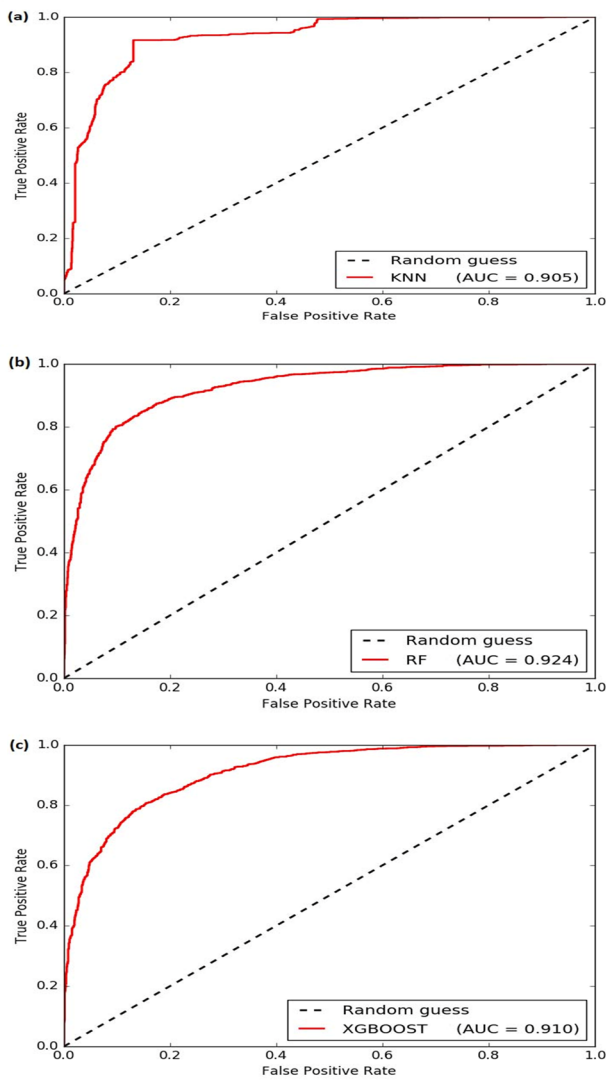 (a)
1.0
0.8
0.6
0.4
0.2
0.0
True Positive Rate
Random guess
KNN (AUC = 0.905)
0.0 0.2 0.4 0.6 0.8 1.0
False Positive Rate
(b)
1.0
0.8
0.6
0.4
0.2
0.0
True Positive Rate
Random guess
RF (AUC = 0.924)
0.0 0.2 0.4 0.6 0.8 1.0
False Positive Rate
(c)
1.0
0.8
0.6
0.4
0.2
0.0
True Positive Rate
Random guess
XGBOOST (AUC = 0.910)
0.0 0.2 0.4 0.6 0.8 1.0
False Positive Rate